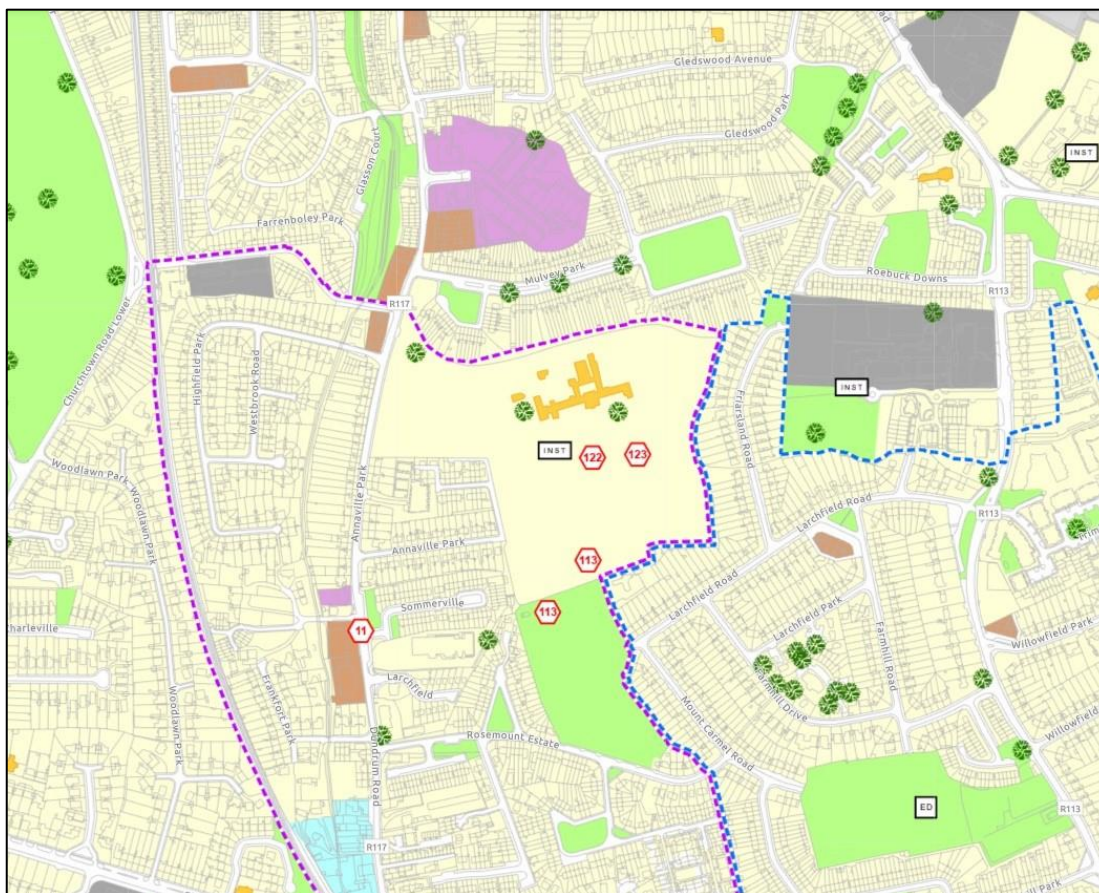 Road
Gledswood Avenue
Gledswood Park
Glasson Court
INST
Farrenboley Park
Mulvey Park
Roebuck Downs
R113
R117
Churchtown Road Lower
Highfield Park
Westbrook Road
Friarsland Road
INST
INST
122
123
Woodlawn Park
Woodlawn Park
Annaville Park
Larchfield Road
R113
Annaville Park
113
Sommerville
113
Larchfield Road
Larchfield Park
Farmhill Road
Willowfield Park
11
Charleville
Woodlawn Park
Frankfort Park
Larchfield
Farmhill Drive
Rosemount Estate
Mount Carmel Road
Dundrum Road
Willowfield
ED
R113
R117
Park